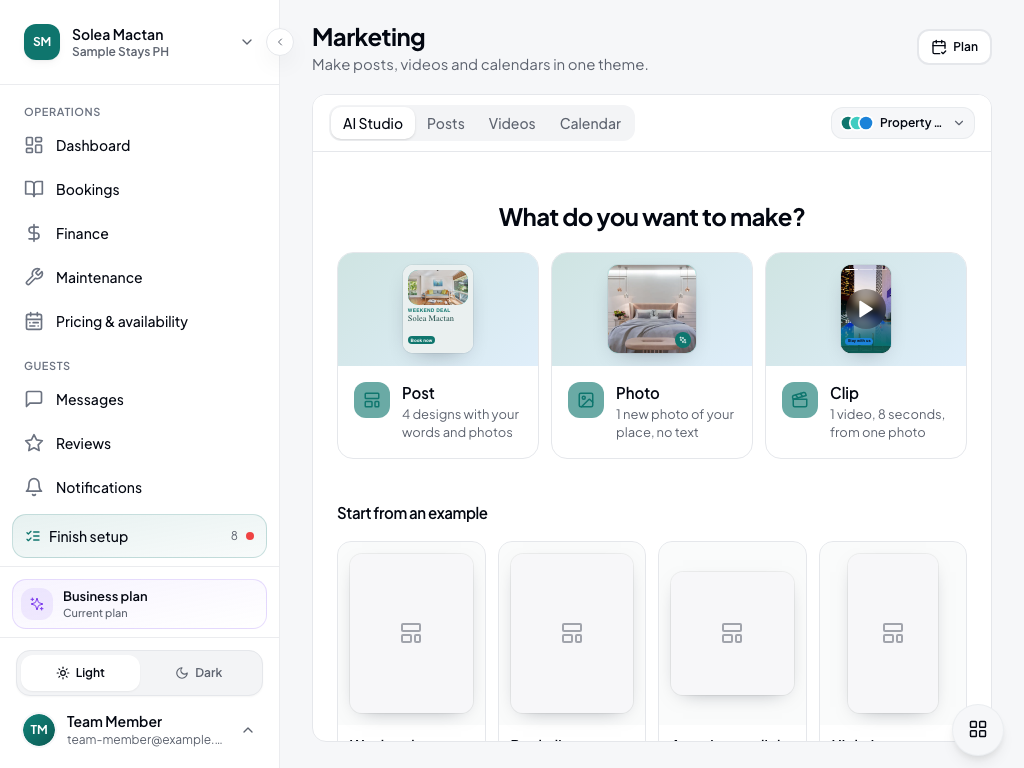 SM
Solea Mactan
Sample Stays PH
OPERATIONS
Dashboard
Bookings
Finance
Maintenance
Pricing & availability
GUESTS
Messages
Reviews
Notifications
Finish setup
8
Business plan
Current plan
Light
Dark
TM
Team Member
team-member@example....
Marketing
Make posts, videos and calendars in one theme.
Plan
AI Studio
Posts
Videos
Calendar
Property ...
What do you want to make?
WEEKEND DEAL
Solea Mactan
Book now
Stay with us
Post
4 designs with your
words and photos
Photo
1 new photo of your
place, no text
Clip
1 video, 8 seconds,
from one photo
Start from an example